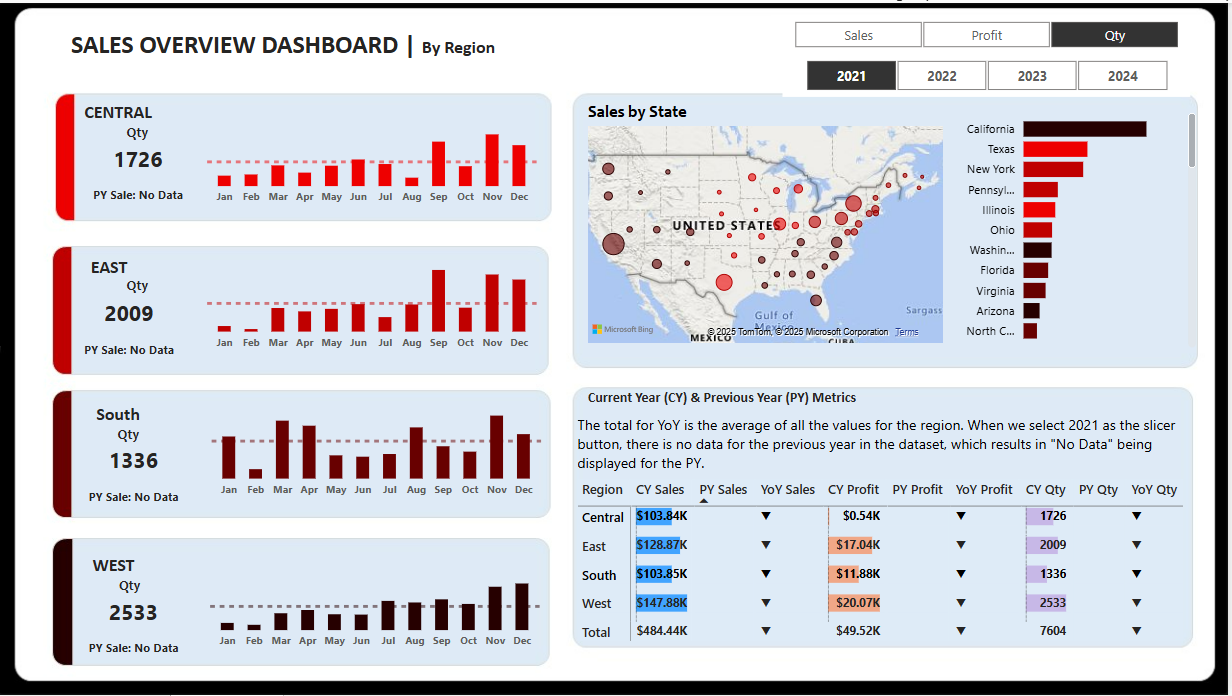 SALES OVERVIEW DASHBOARD | By Region
Sales Profit Qty
2021 2022 2023 2024
CENTRAL
Qty
1726
PY Sale: No Data
Jan Feb Mar Apr May Jun Jul Aug Sep Oct Nov Dec
EAST
Qty
2009
PY Sale: No Data
Jan Feb Mar Apr May Jun Jul Aug Sep Oct Nov Dec
South
Qty
1336
PY Sale: No Data
Jan Feb Mar Apr May Jun Jul Aug Sep Oct Nov Dec
WEST
Qty
2533
PY Sale: No Data
Jan Feb Mar Apr May Jun Jul Aug Sep Oct Nov Dec
Sales by State
UNITED STATES
Gulf of
Mexico
Sargass
Microsoft Bing
© 2025 TomTom, © 2025 Microsoft Corporation Terms
MEXICO
CUBA
California
Texas
New York
Pennsyl...
Illinois
Ohio
Washin...
Florida
Virginia
Arizona
North C...
Current Year (CY) & Previous Year (PY) Metrics
The total for YoY is the average of all the values for the region. When we select 2021 as the slicer
button, there is no data for the previous year in the dataset, which results in "No Data" being
displayed for the PY.
Region CY Sales PY Sales YoY Sales CY Profit PY Profit YoY Profit CY Qty PY Qty YoY Qty
Central $103.84K ▼ $0.54K ▼ 1726 ▼
East $128.87K ▼ $17.04K ▼ 2009 ▼
South $103.85K ▼ $11.88K ▼ 1336 ▼
West $147.88K ▼ $20.07K ▼ 2533 ▼
Total $484.44K ▼ $49.52K ▼ 7604 ▼